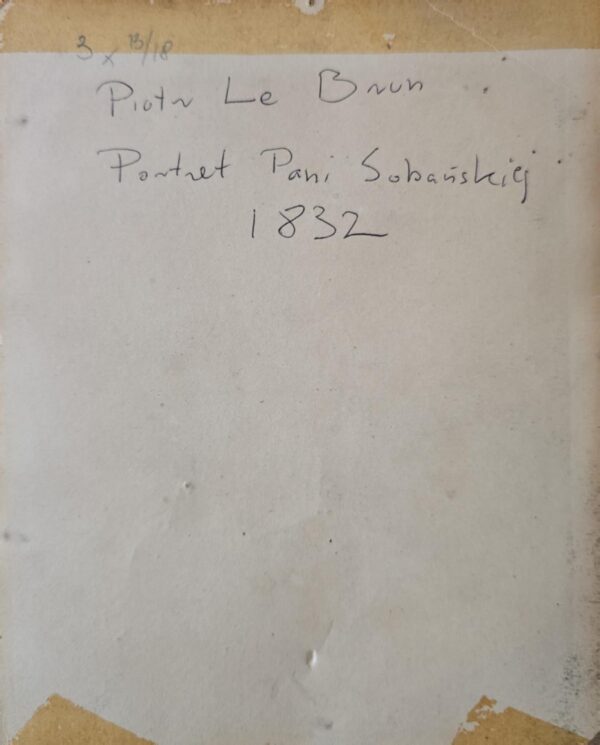 3 x 13/18
Piotr Le Brun
Portret Pani Sobańskiej
1832